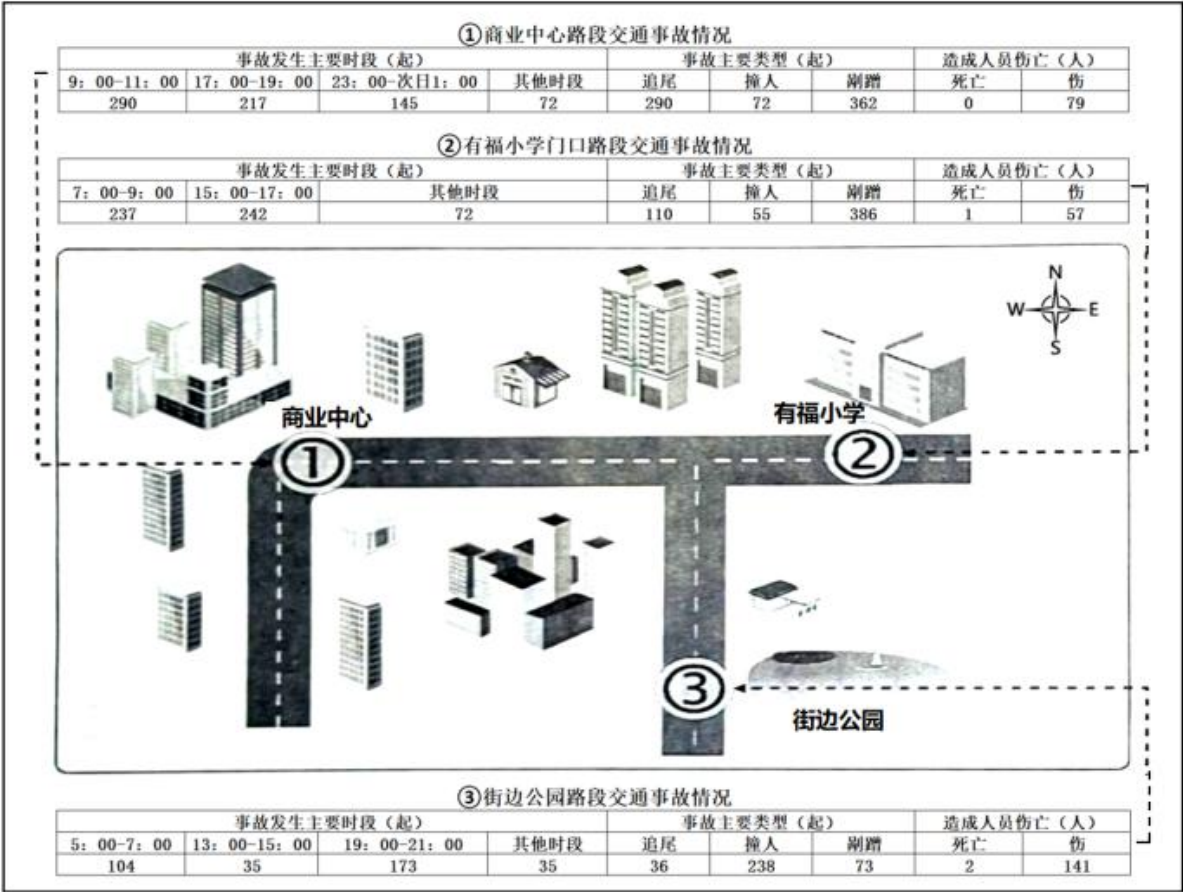 ①商业中心路段交通事故情况
事故发生主要时段（起） 事故主要类型（起） 造成人员伤亡（人）
9：00-11：00 17：00-19：00 23：00-次日1：00 其他时段 追尾 撞人 剐蹭 死亡 伤
290 217 145 72 290 72 362 0 79
②有福小学门口路段交通事故情况
事故发生主要时段（起） 事故主要类型（起） 造成人员伤亡（人）
7：00-9：00 15：00-17：00 其他时段 追尾 撞人 剐蹭 死亡 伤
237 242 72 110 55 386 1 57
N
W E
S
商业中心
有福小学
①
②
③
街边公园
③街边公园路段交通事故情况
事故发生主要时段（起） 事故主要类型（起） 造成人员伤亡（人）
5：00-7：00 13：00-15：00 19：00-21：00 其他时段 追尾 撞人 剐蹭 死亡 伤
104 35 173 35 36 238 73 2 141